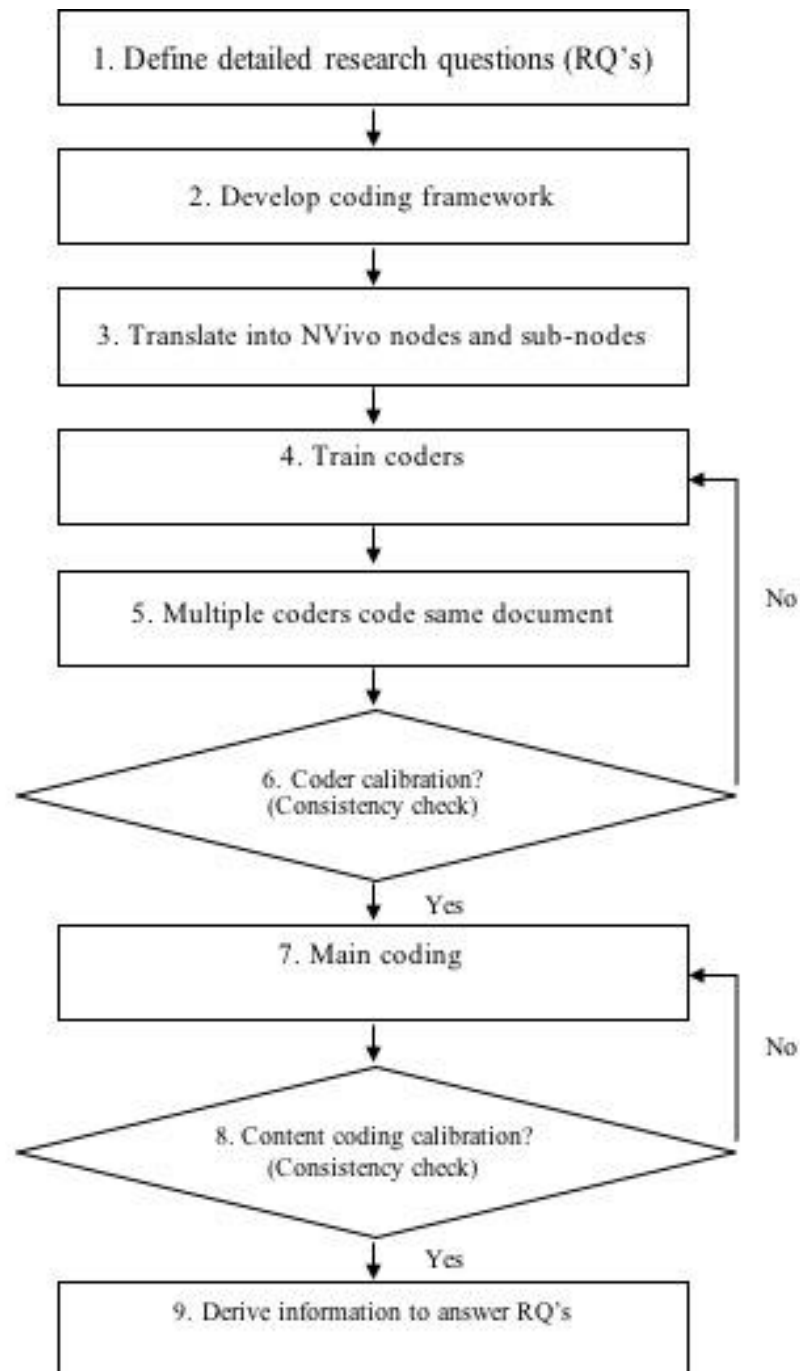 1. Define detailed research questions (RQ's)
2. Develop coding framework
3. Translate into NVivo nodes and sub-nodes
4. Train coders
No
5. Multiple coders code same document
6. Coder calibration?
(Consistency check)
Yes
7. Main coding
No
8. Content coding calibration?
(Consistency check)
Yes
9. Derive information to answer RQ's